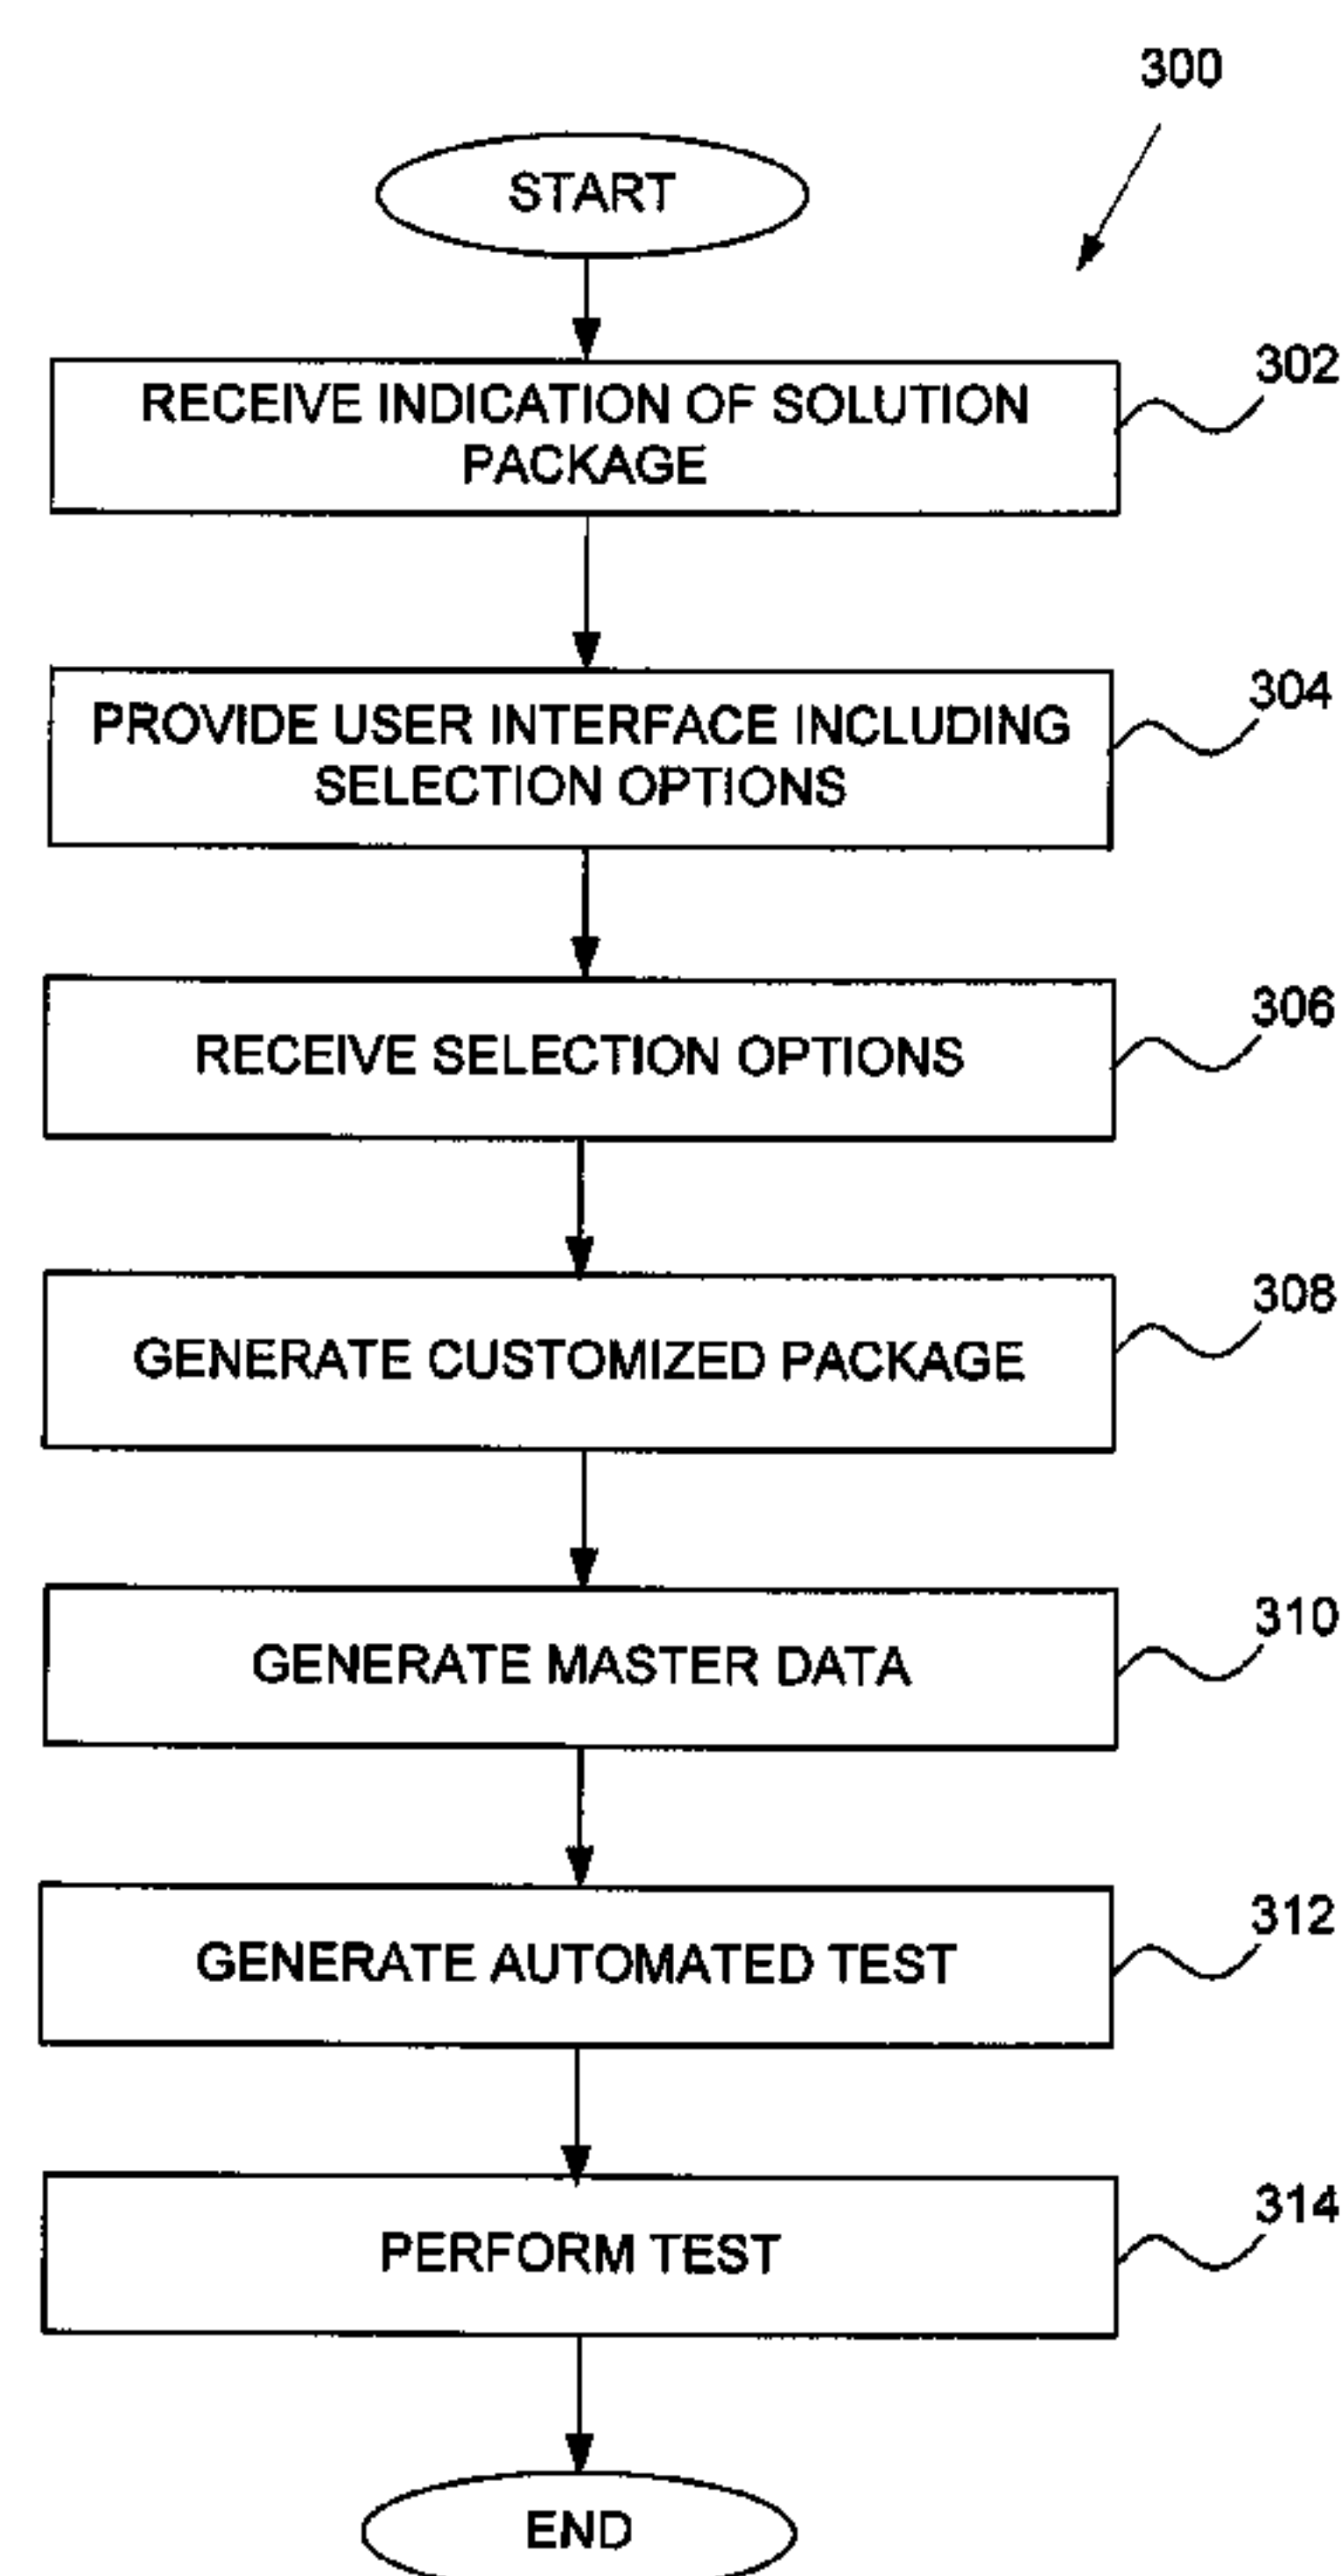 300
START
302
RECEIVE INDICATION OF SOLUTION
PACKAGE
304
PROVIDE USER INTERFACE INCLUDING
SELECTION OPTIONS
306
RECEIVE SELECTION OPTIONS
308
GENERATE CUSTOMIZED PACKAGE
310
GENERATE MASTER DATA
312
GENERATE AUTOMATED TEST
314
PERFORM TEST
END